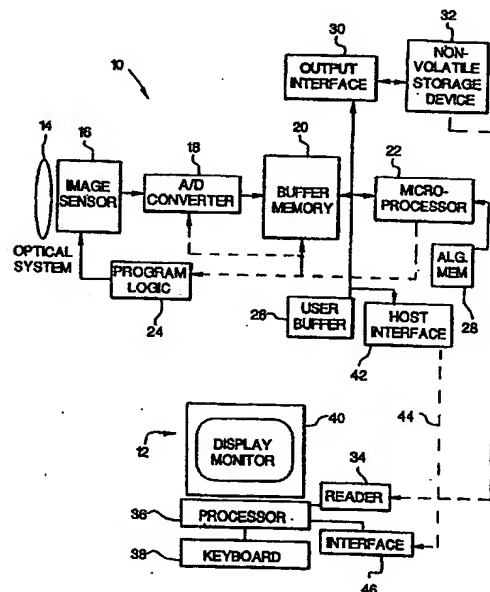 32
30
NON-
VOLATILE
STORAGE
DEVICE
OUTPUT
INTERFACE
10
14
16
18
20
22
IMAGE
SENSOR
A/D
CONVERTER
BUFFER
MEMORY
MICRO-
PROCESSOR
OPTICAL
SYSTEM
PROGRAM
LOGIC
24
ALG.
MEM
28
26
USER
BUFFER
HOST
INTERFACE
42
44
40
12
DISPLAY
MONITOR
34
READER
36
PROCESSOR
38
KEYBOARD
INTERFACE
46